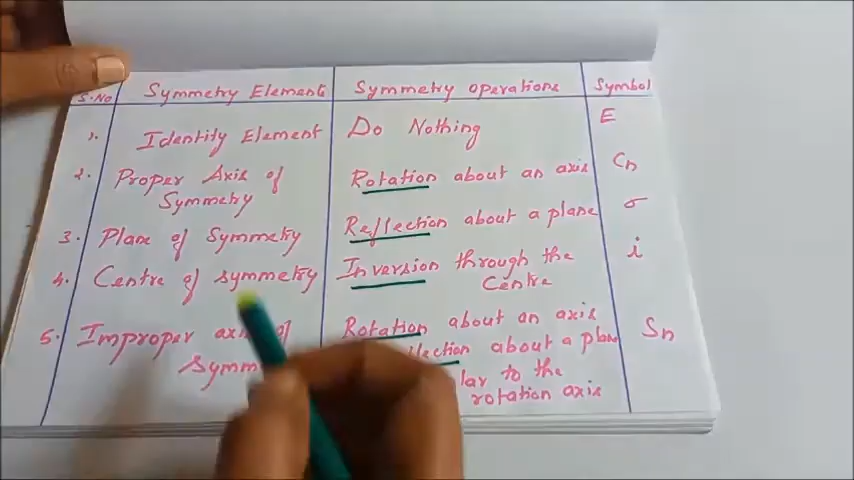 S.No Symmetry Elements Symmetry operations Symbol
1. Identity Element Do Nothing E
2. Proper Axis of Rotation about an axis Cn
Symmetry
3. Plane of Symmetry Reflection about a plane σ
4. Centre of symmetry Inversion through the i
Centre
5. Improper axis of Rotation about an axis Sn
about a plane
to the
rotation axis